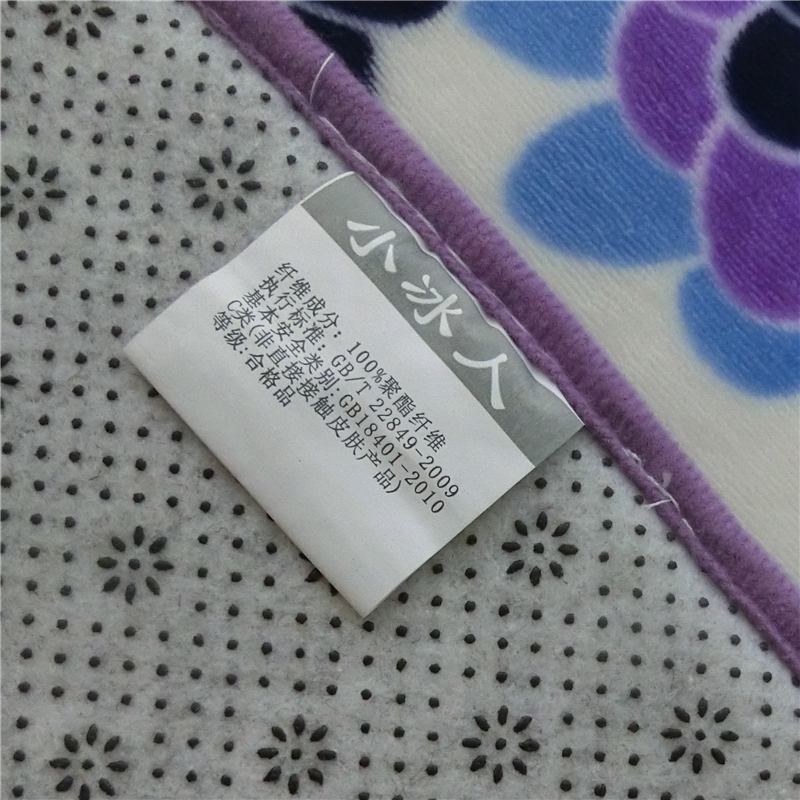 小冰人
纤维成分：100%聚酯纤维
执行标准：GB/T 22849-2009
基本安全类别:GB18401-2010
C类(非直接接触皮肤产品)
等级:合格品